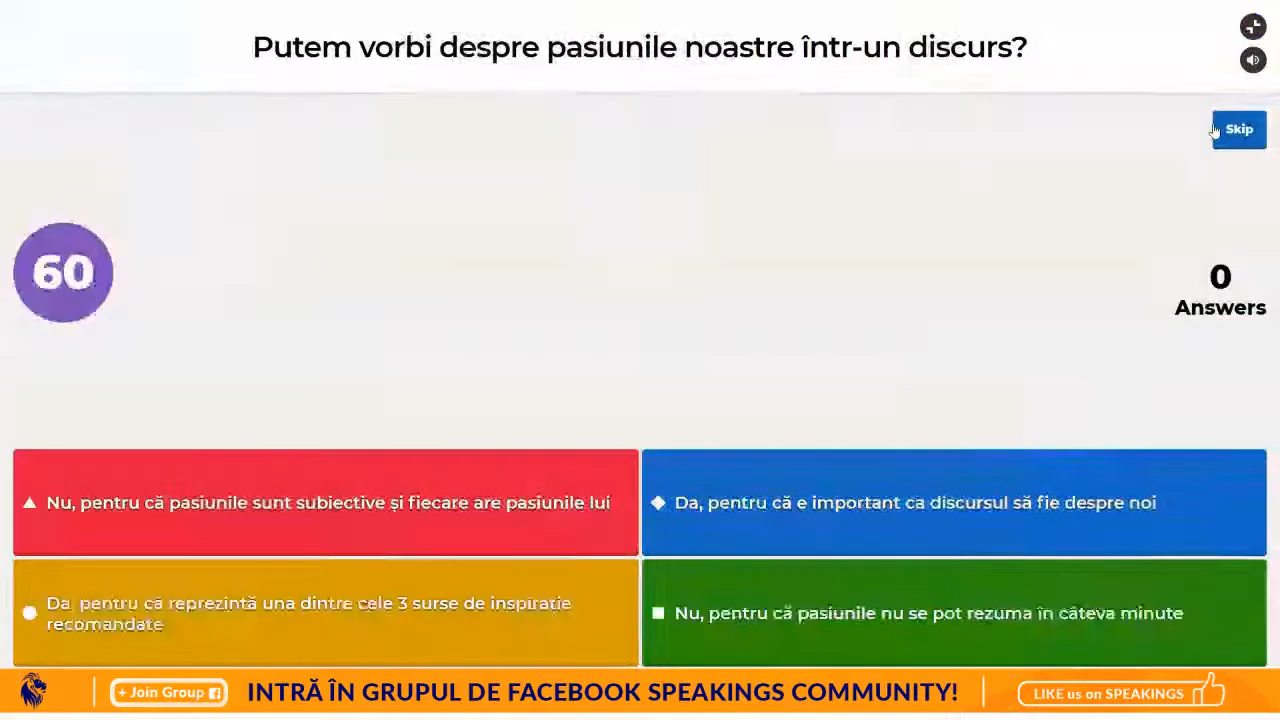 Putem vorbi despre pasiunile noastre într-un discurs?
Skip
60
0
Answers
Nu, pentru că pasiunile sunt subiective și fiecare are pasiunile lui
Da, pentru că e important ca discursul să fie despre noi
Da, pentru că reprezintă una dintre cele 3 surse de inspirație
recomandate
Nu, pentru că pasiunile nu se pot rezuma în câteva minute
+ Join Group
INTRĂ ÎN GRUPUL DE FACEBOOK SPEAKINGS COMMUNITY!
LIKE us on SPEAKINGS